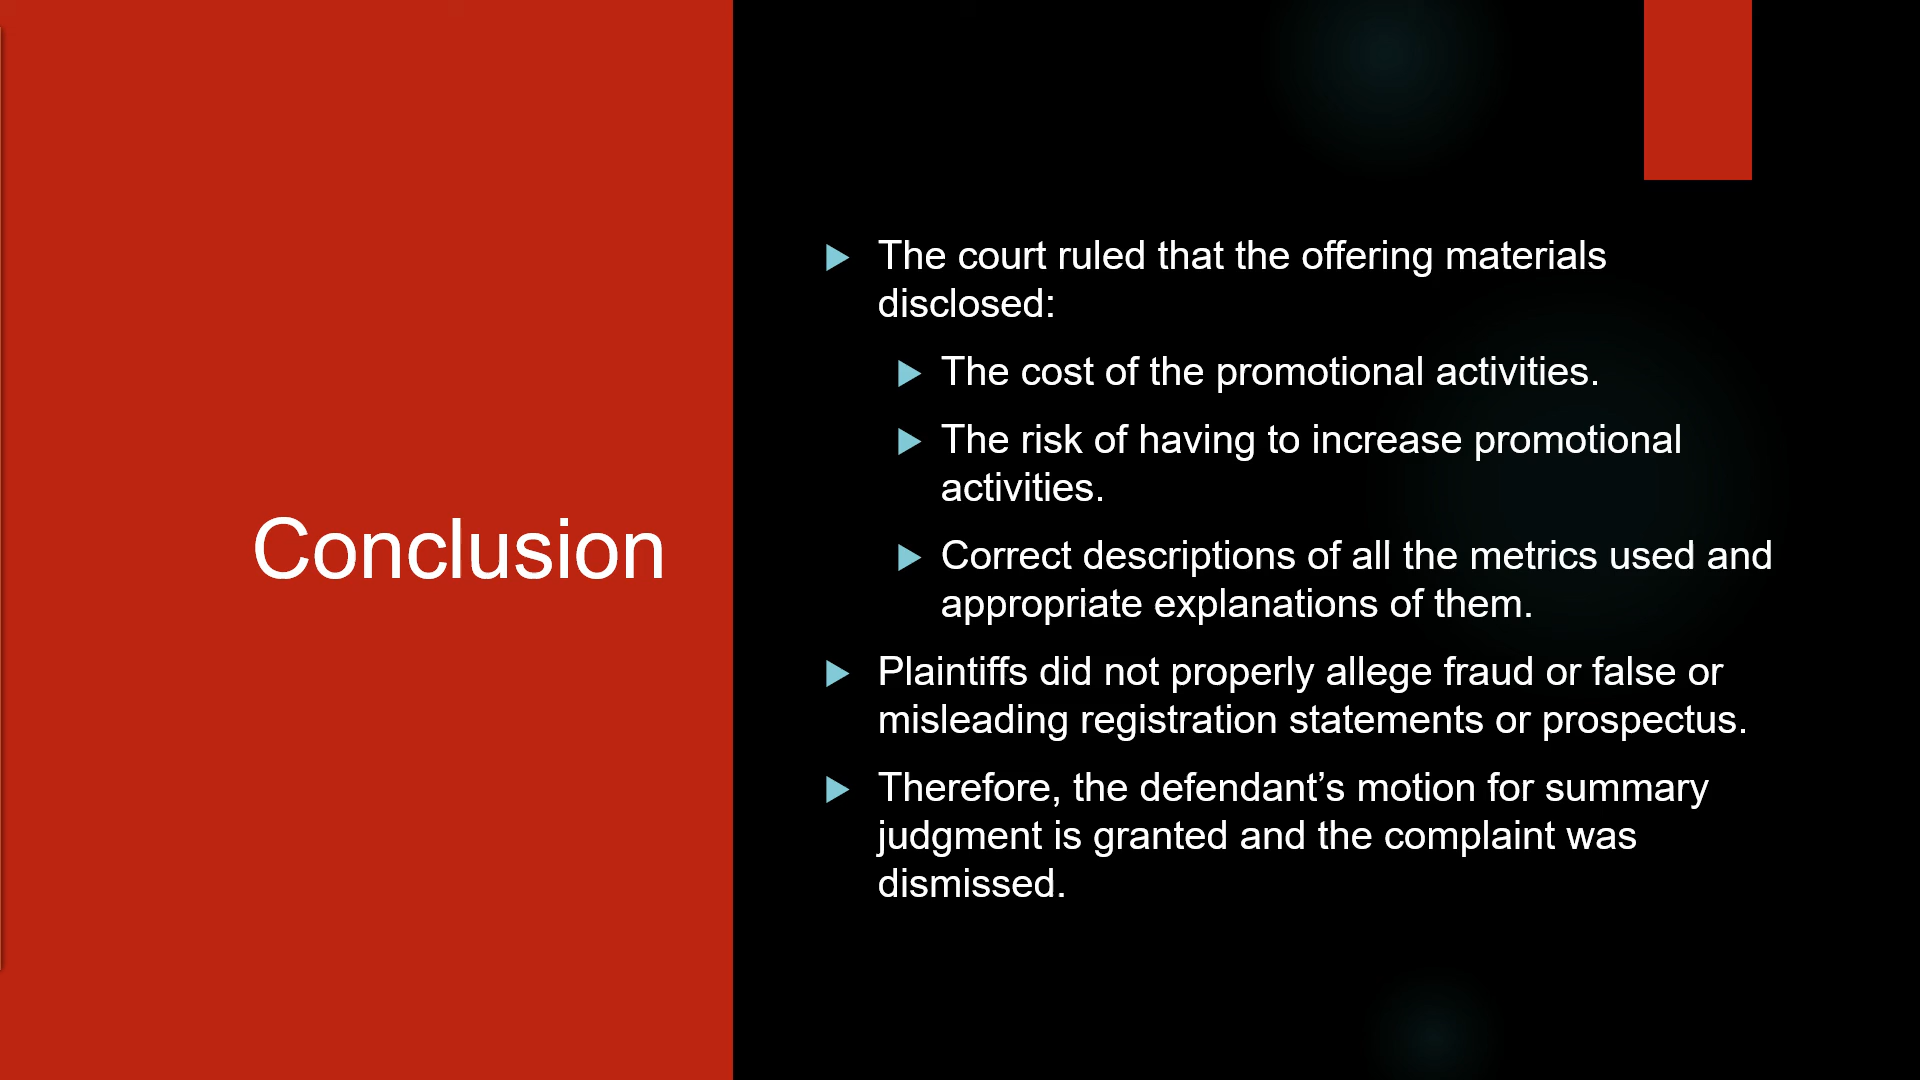 Conclusion
The court ruled that the offering materials
disclosed:
The cost of the promotional activities.
The risk of having to increase promotional
activities.
Correct descriptions of all the metrics used and
appropriate explanations of them.
Plaintiffs did not properly allege fraud or false or
misleading registration statements or prospectus.
Therefore, the defendant’s motion for summary
judgment is granted and the complaint was
dismissed.